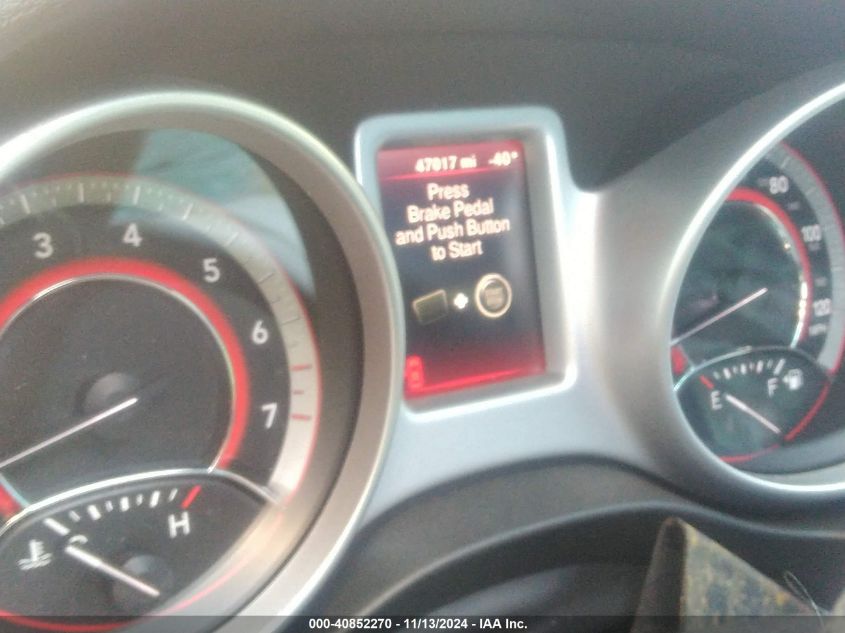 47017 mi -40°
Press
Brake Pedal
and Push Button
to Start
3
4
5
6
7
H
C
80
100
120
MPH
E
F
000-40852270 - 11/13/2024 - IAA Inc.